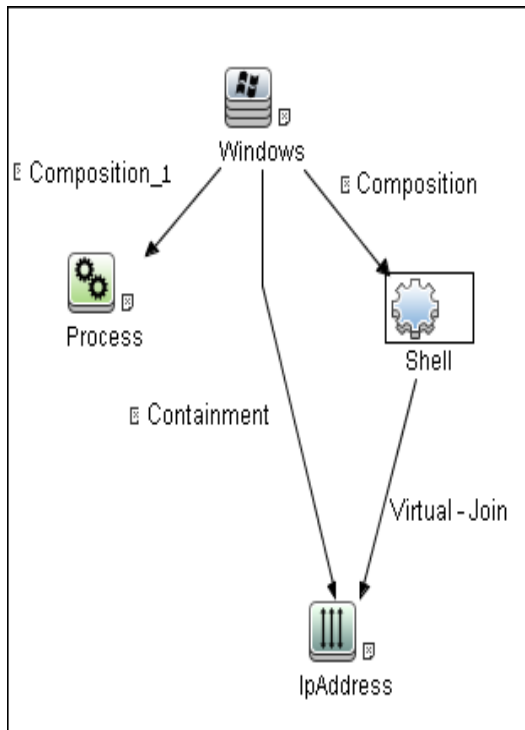 Windows
Composition_1
Composition
Process
Shell
Containment
Virtual - Join
IpAddress